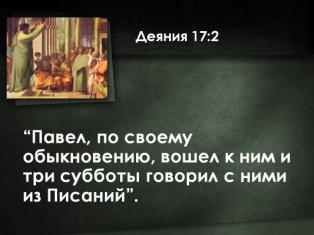 Деяния 17:2
“Павел, по своему
обыкновению, вошел к ним и
три субботы говорил с ними
из Писаний”.